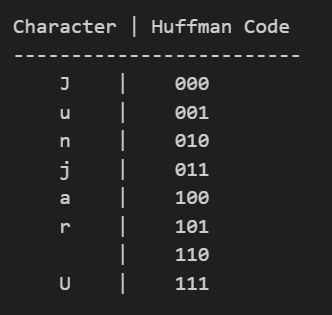 Character | Huffman Code
--------------------------
J | 000
u | 001
n | 010
j | 011
a | 100
r | 101
| 110
U | 111